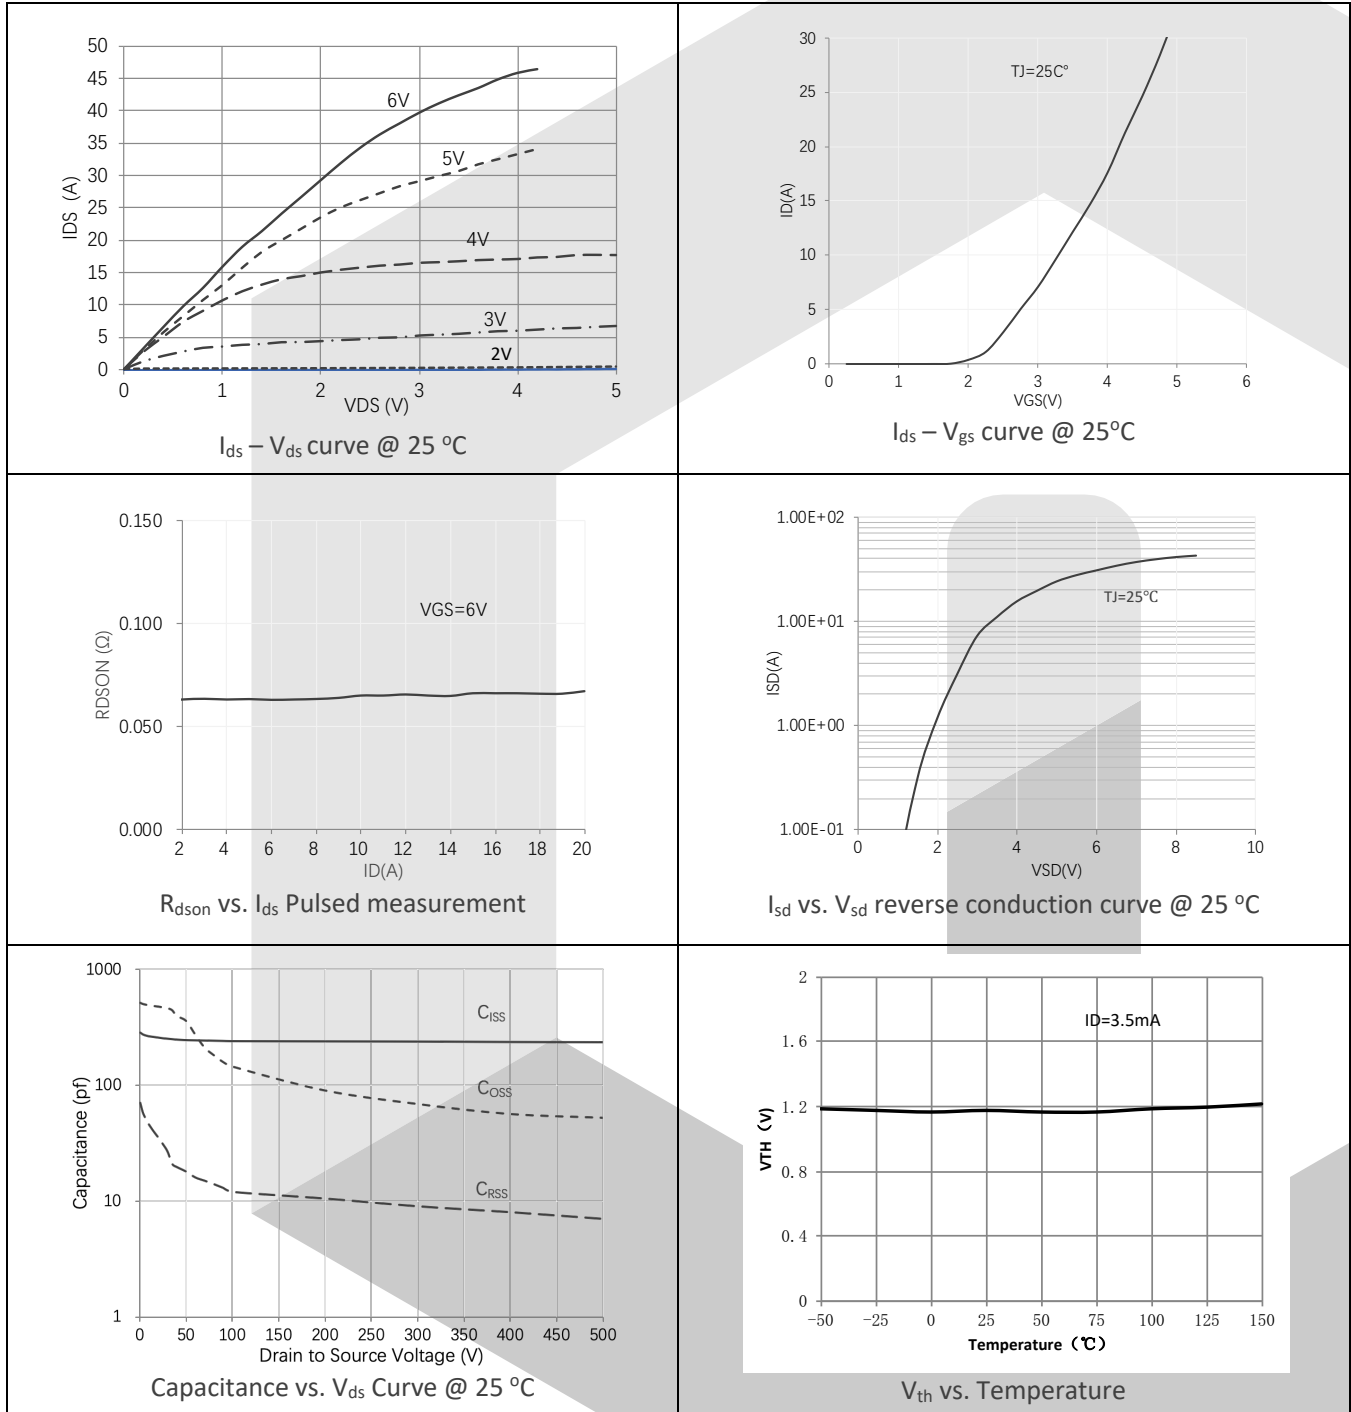 50
45
40
35
30
25
20
15
10
5
0
IDS (A)
6V
5V
4V
3V
2V
0 1 2 3 4 5
VDS (V)
Ids – Vds curve @ 25 oC
30
25
20
15
10
5
0
ID(A)
TJ=25C°
0 1 2 3 4 5 6
VGS(V)
Ids – Vgs curve @ 25oC
0.150
0.100
0.050
0.000
RDSON (Ω)
VGS=6V
2 4 6 8 10 12 14 16 18 20
ID(A)
Rdson vs. Ids Pulsed measurement
1.00E+02
1.00E+01
1.00E+00
1.00E-01
ISD(A)
TJ=25℃
0 2 4 6 8 10
VSD(V)
Isd vs. Vsd reverse conduction curve @ 25 oC
1000
100
10
1
Capacitance (pf)
CISS
COSS
CRSS
0 50 100 150 200 250 300 350 400 450 500
Drain to Source Voltage (V)
Capacitance vs. Vds Curve @ 25 oC
2
1.6
1.2
0.8
0.4
0
VTH（V）
ID=3.5mA
-50 -25 0 25 50 75 100 125 150
Temperature（℃）
Vth vs. Temperature